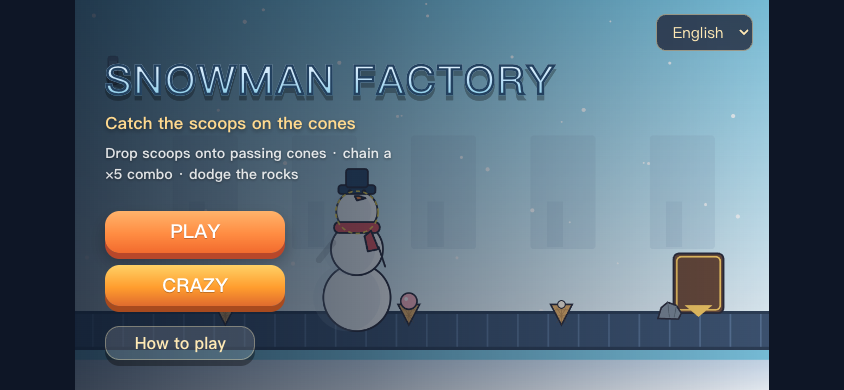 English
SNOWMAN FACTORY
Catch the scoops on the cones
Drop scoops onto passing cones · chain a
×5 combo · dodge the rocks
PLAY
CRAZY
How to play